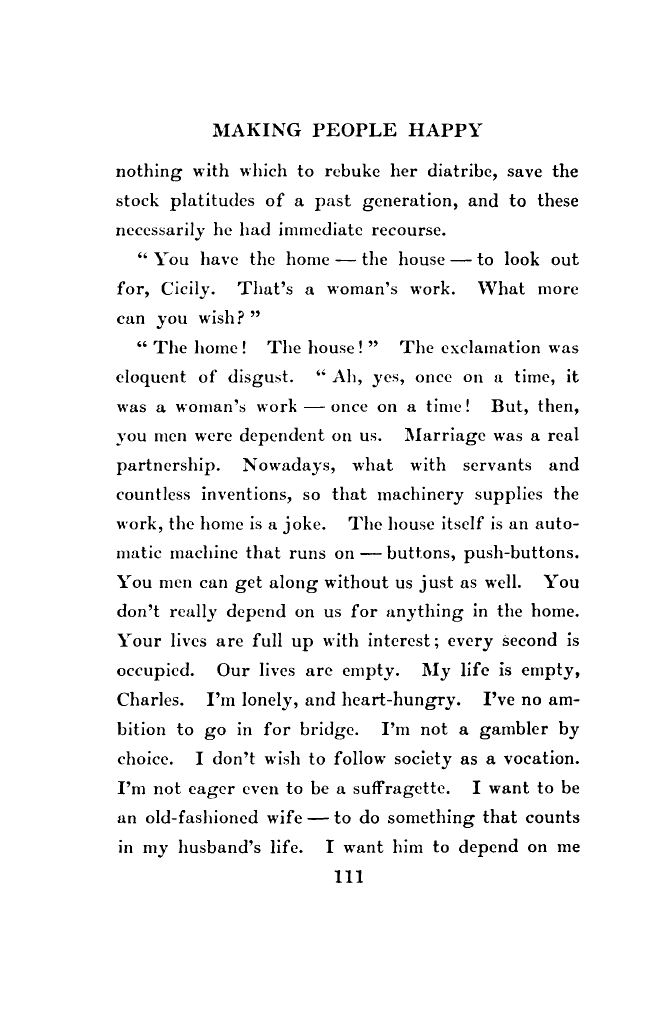 MAKING PEOPLE HAPPY
nothing with which to rebuke her diatribe, save the
stock platitudes of a past generation, and to these
necessarily he had immediate recourse.
“ You have the home — the house — to look out
for, Cicily. That’s a woman’s work. What more
can you wish? ”
“ The home! The house! ” The exclamation was
eloquent of disgust. “ Ah, yes, once on a time, it
was a woman’s work — once on a time! But, then,
you men were dependent on us. Marriage was a real
partnership. Nowadays, what with servants and
countless inventions, so that machinery supplies the
work, the home is a joke. The house itself is an auto-
matic machine that runs on — buttons, push-buttons.
You men can get along without us just as well. You
don’t really depend on us for anything in the home.
Your lives are full up with interest; every second is
occupied. Our lives are empty. My life is empty,
Charles. I’m lonely, and heart-hungry. I’ve no am-
bition to go in for bridge. I’m not a gambler by
choice. I don’t wish to follow society as a vocation.
I’m not eager even to be a suffragette. I want to be
an old-fashioned wife — to do something that counts
in my husband’s life. I want him to depend on me
111